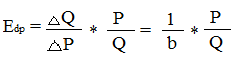 Edp = △Q/△P * P/Q = 1/b * P/Q